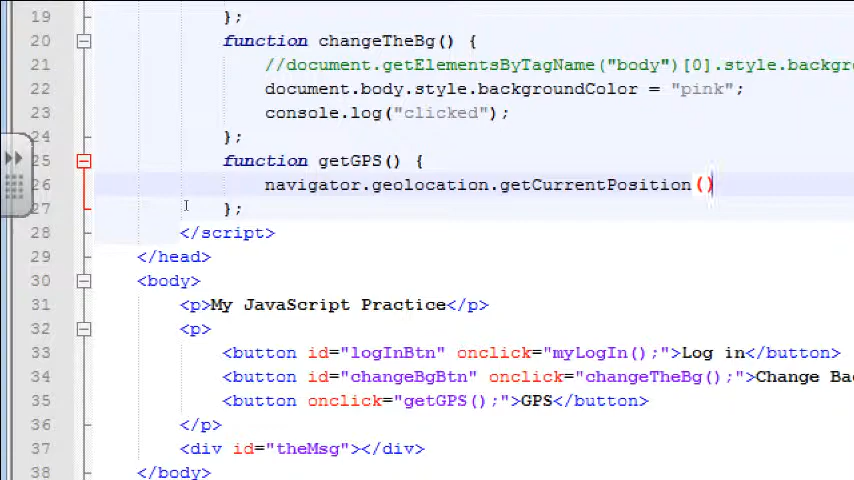 19 };
20 function changeTheBg() {
21 //document.getElementsByTagName("body")[0].style.backgr
22 document.body.style.backgroundColor = "pink";
23 console.log("clicked");
24 };
25 function getGPS() {
26 navigator.geolocation.getCurrentPosition()
27 };
28 </script>
29 </head>
30 <body>
31 <p>My JavaScript Practice</p>
32 <p>
33 <button id="logInBtn" onclick="myLogIn();">Log in</button>
34 <button id="changeBgBtn" onclick="changeTheBg();">Change Ba
35 <button onclick="getGPS();">GPS</button>
36 </p>
37 <div id="theMsg"></div>
38 </body>